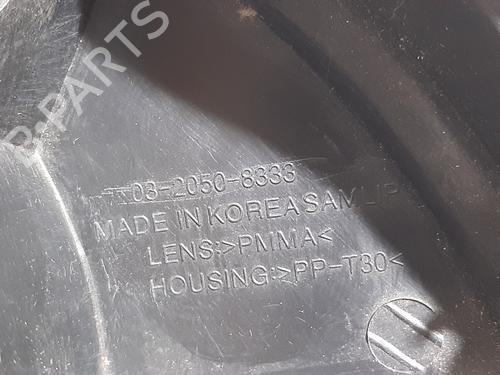 B-PARTS
03-2050-8333
MADE IN KOREA SAMLIP
LENS:>PMMA<
HOUSING:>PP-T30<